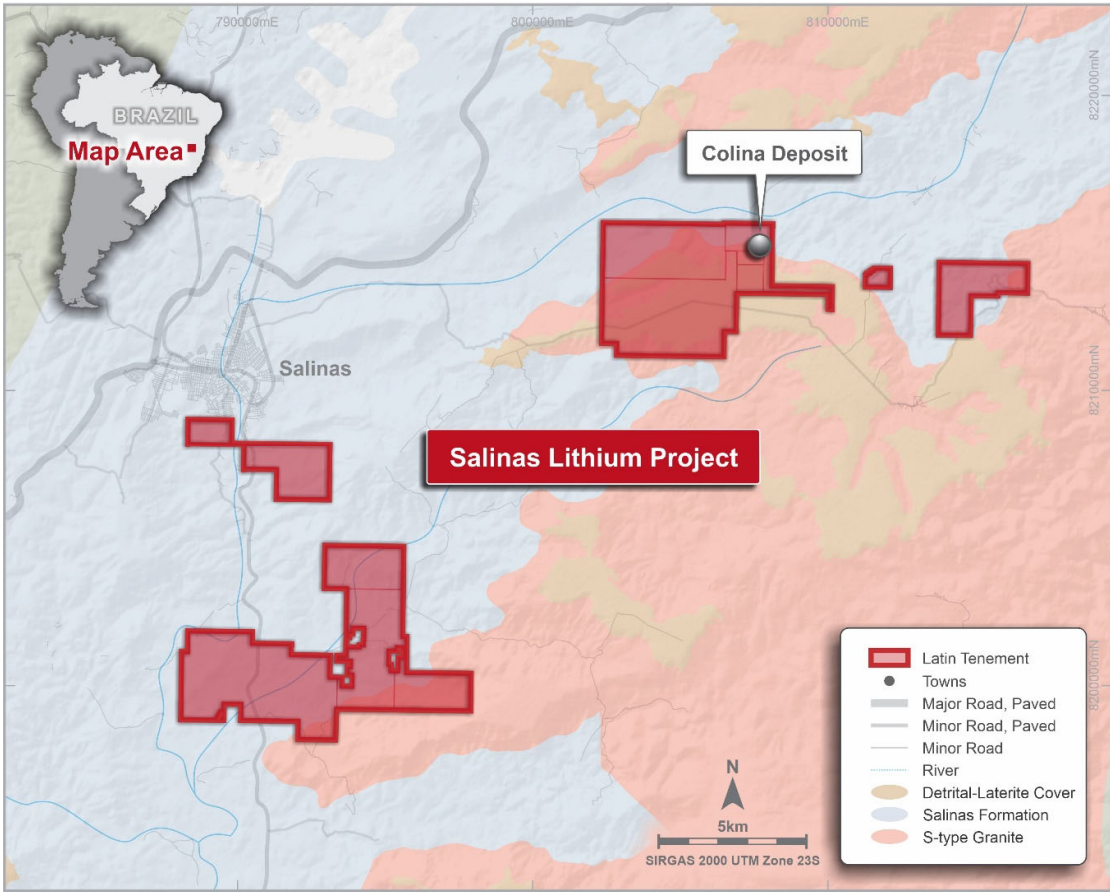 790000mE
800000mE
810000mE
BRAZIL
Map Area
8220000mN
Colina Deposit
Salinas
8210000mN
Salinas Lithium Project
8200000mN
Latin Tenement
Towns
Major Road, Paved
Minor Road, Paved
Minor Road
River
Detrital-Laterite Cover
Salinas Formation
S-type Granite
N
5km
SIRGAS 2000 UTM Zone 23S